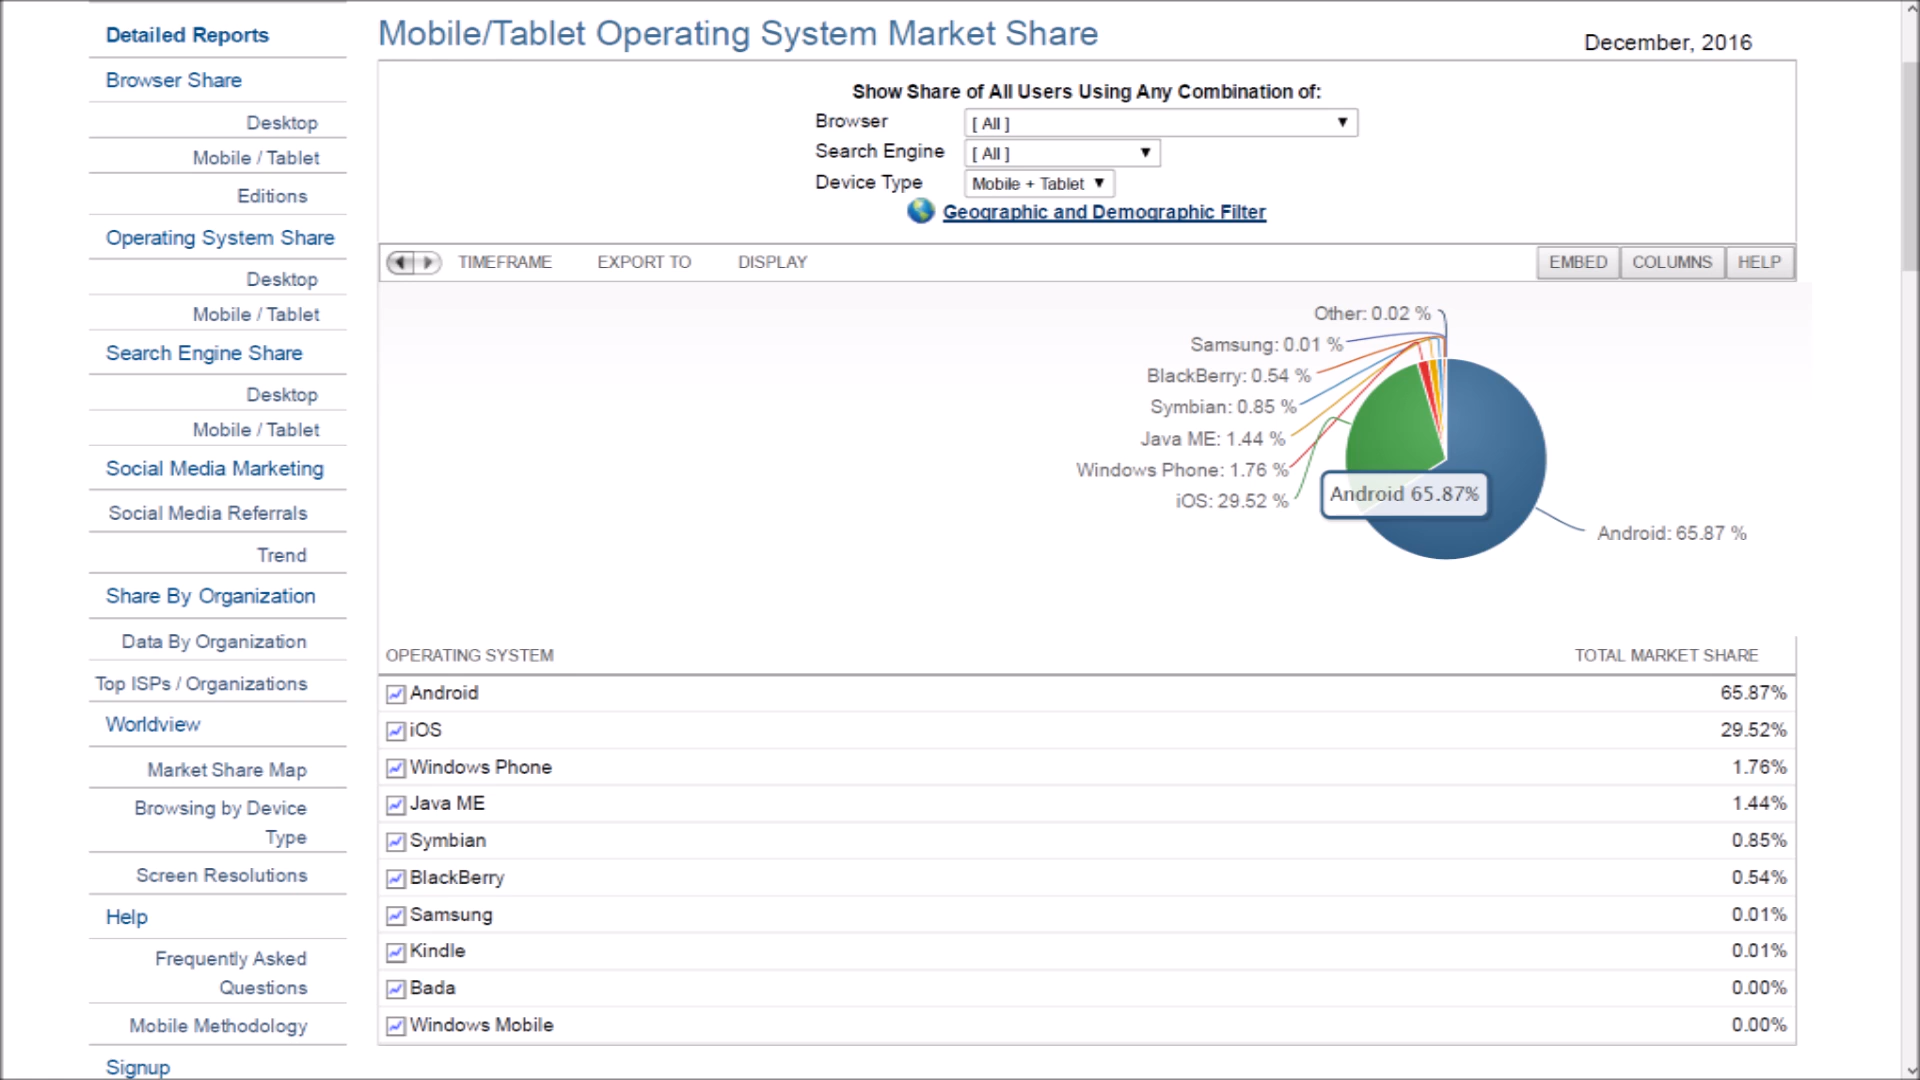 Detailed Reports
Browser Share
Desktop
Mobile / Tablet
Editions
Operating System Share
Desktop
Mobile / Tablet
Search Engine Share
Desktop
Mobile / Tablet
Social Media Marketing
Social Media Referrals
Trend
Share By Organization
Data By Organization
Top ISPs / Organizations
Worldview
Market Share Map
Browsing by Device
Type
Screen Resolutions
Help
Frequently Asked
Questions
Mobile Methodology
Signup
Mobile/Tablet Operating System Market Share
December, 2016
Show Share of All Users Using Any Combination of:
Browser [ All ]
Search Engine [ All ]
Device Type Mobile + Tablet
Geographic and Demographic Filter
TIMEFRAME EXPORT TO DISPLAY EMBED COLUMNS HELP
Other: 0.02 %
Samsung: 0.01 %
BlackBerry: 0.54 %
Symbian: 0.85 %
Java ME: 1.44 %
Windows Phone: 1.76 %
iOS: 29.52 %
Android 65.87%
Android: 65.87 %
OPERATING SYSTEM TOTAL MARKET SHARE
Android 65.87%
iOS 29.52%
Windows Phone 1.76%
Java ME 1.44%
Symbian 0.85%
BlackBerry 0.54%
Samsung 0.01%
Kindle 0.01%
Bada 0.00%
Windows Mobile 0.00%